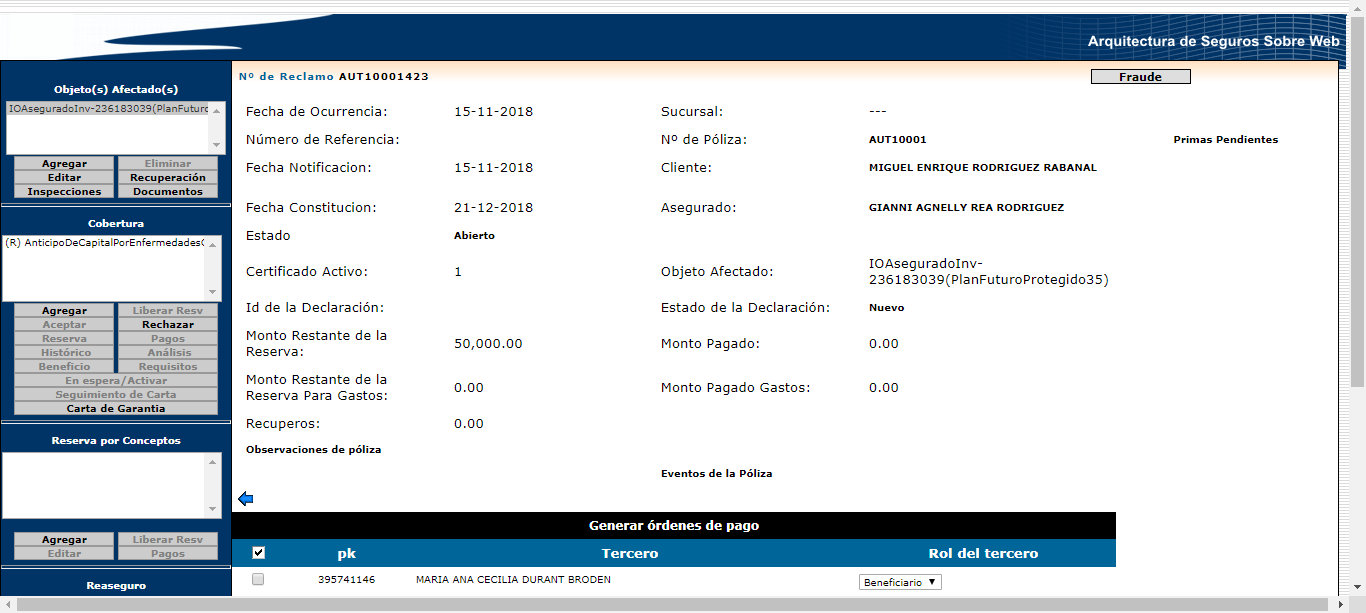 Arquitectura de Seguros Sobre Web
Objeto(s) Afectado(s)
IOAseguradoInv-236183039(PlanFuturo
Agregar Eliminar
Editar Recuperación
Inspecciones Documentos
Cobertura
(R) AnticipoDeCapitalPorEnfermedades
Agregar Liberar Resv
Aceptar Rechazar
Reserva Pagos
Histórico Análisis
Beneficio Requisitos
En espera/Activar
Seguimiento de Carta
Carta de Garantia
Reserva por Conceptos
Agregar Liberar Resv
Editar Pagos
Reaseguro
Nº de Reclamo AUT10001423 Fraude
Fecha de Ocurrencia: 15-11-2018 Sucursal: ---
Número de Referencia: Nº de Póliza: AUT10001 Primas Pendientes
Fecha Notificacion: 15-11-2018 Cliente: MIGUEL ENRIQUE RODRIGUEZ RABANAL
Fecha Constitucion: 21-12-2018 Asegurado: GIANNI AGNELLY REA RODRIGUEZ
Estado Abierto
Certificado Activo: 1 Objeto Afectado: IOAseguradoInv-
236183039(PlanFuturoProtegido35)
Id de la Declaración: Estado de la Declaración: Nuevo
Monto Restante de la
Reserva: 50,000.00 Monto Pagado: 0.00
Monto Restante de la
Reserva Para Gastos: 0.00 Monto Pagado Gastos: 0.00
Recuperos: 0.00
Observaciones de póliza
Eventos de la Póliza
Generar órdenes de pago
pk Tercero Rol del tercero
395741146 MARIA ANA CECILIA DURANT BRODEN Beneficiario